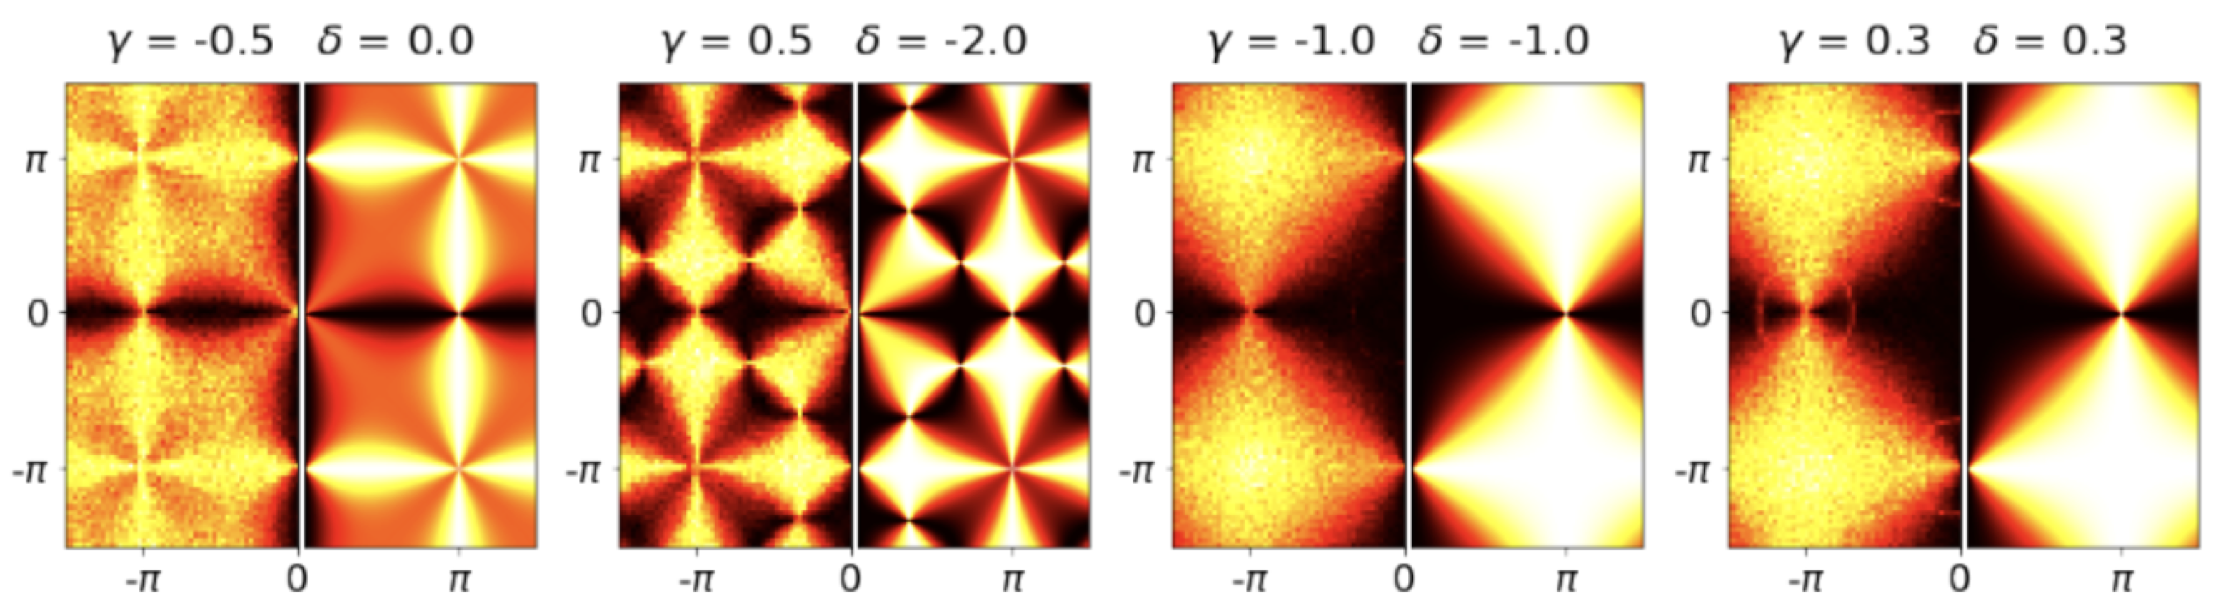 γ = -0.5 δ = 0.0
γ = 0.5 δ = -2.0
γ = -1.0 δ = -1.0
γ = 0.3 δ = 0.3
π
0
-π
-π 0 π
π
0
-π
-π 0 π
π
0
-π
-π 0 π
π
0
-π
-π 0 π